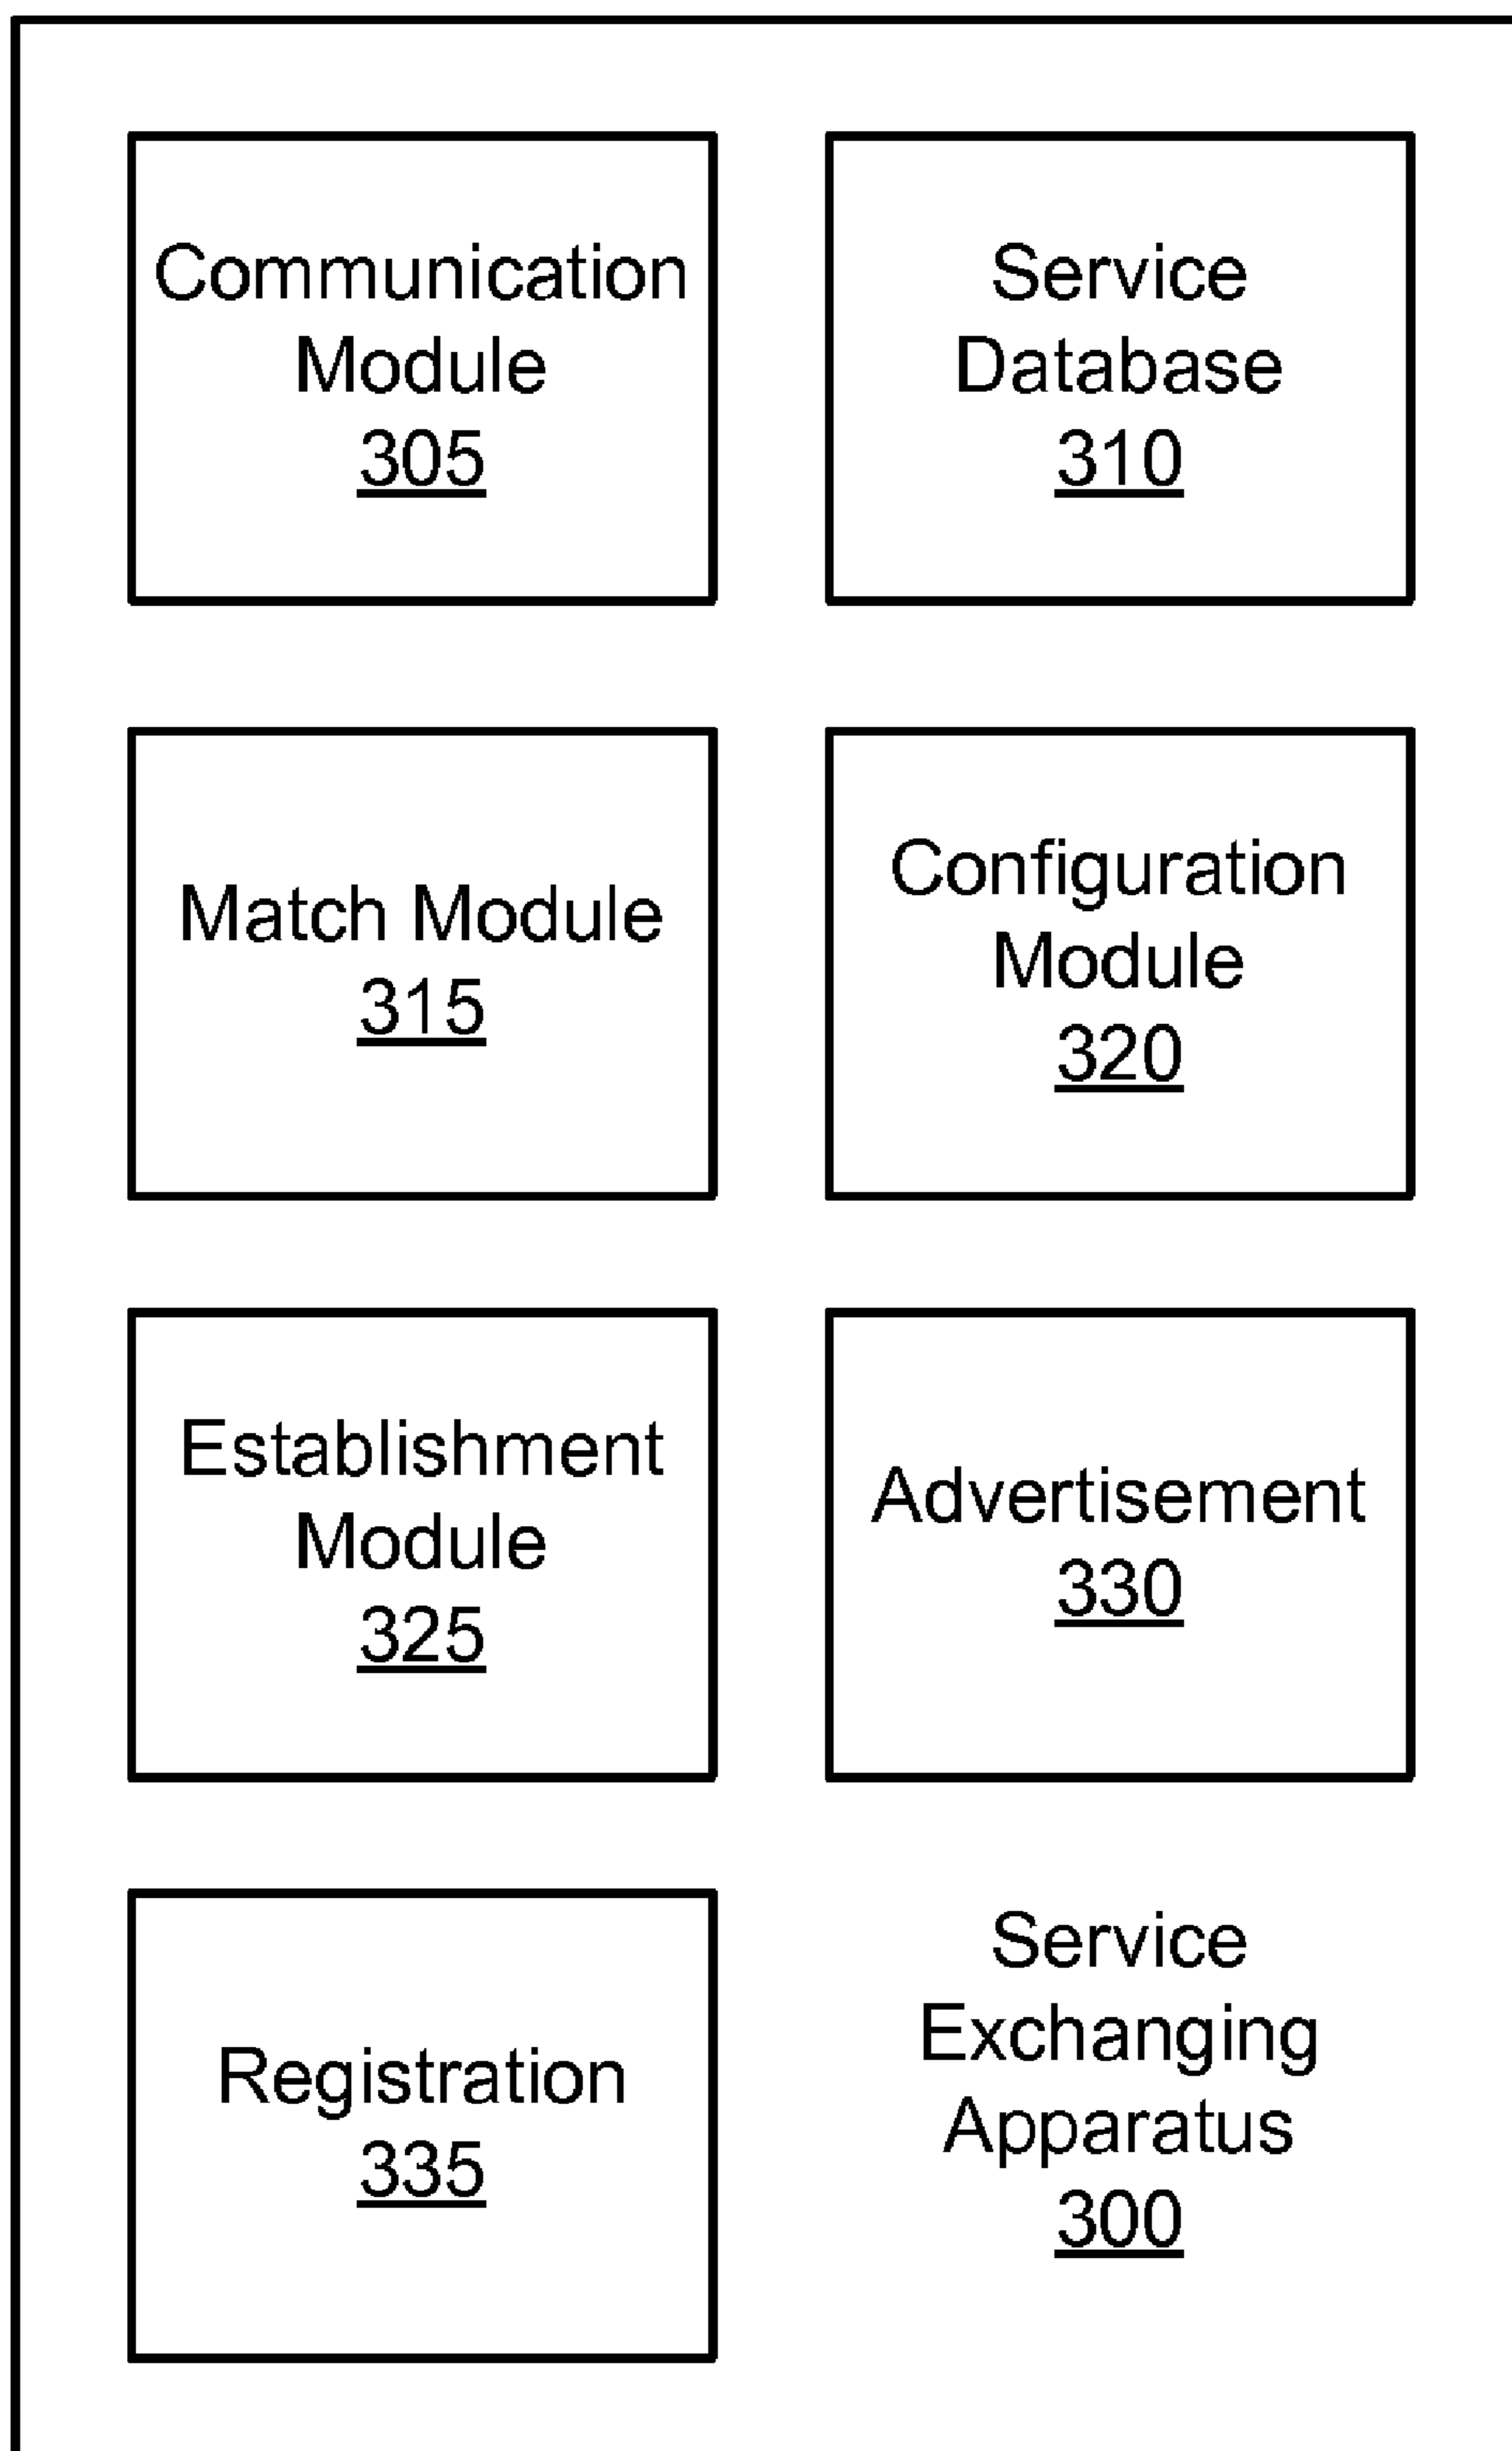 Communication
Module
305
Service
Database
310
Match Module
315
Configuration
Module
320
Establishment
Module
325
Advertisement
330
Registration
335
Service
Exchanging
Apparatus
300